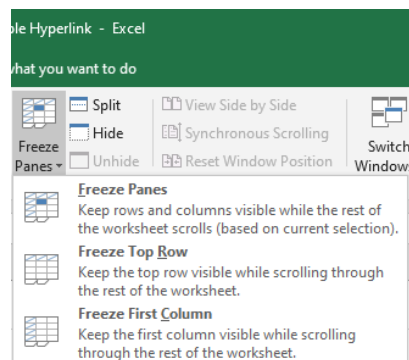 ble Hyperlink - Excel
what you want to do
Split
View Side by Side
Hide
Synchronous Scrolling
Freeze
Panes
Unhide
Reset Window Position
Switch
Windows
Freeze Panes
Keep rows and columns visible while the rest of
the worksheet scrolls (based on current selection).
Freeze Top Row
Keep the top row visible while scrolling through
the rest of the worksheet.
Freeze First Column
Keep the first column visible while scrolling
through the rest of the worksheet.